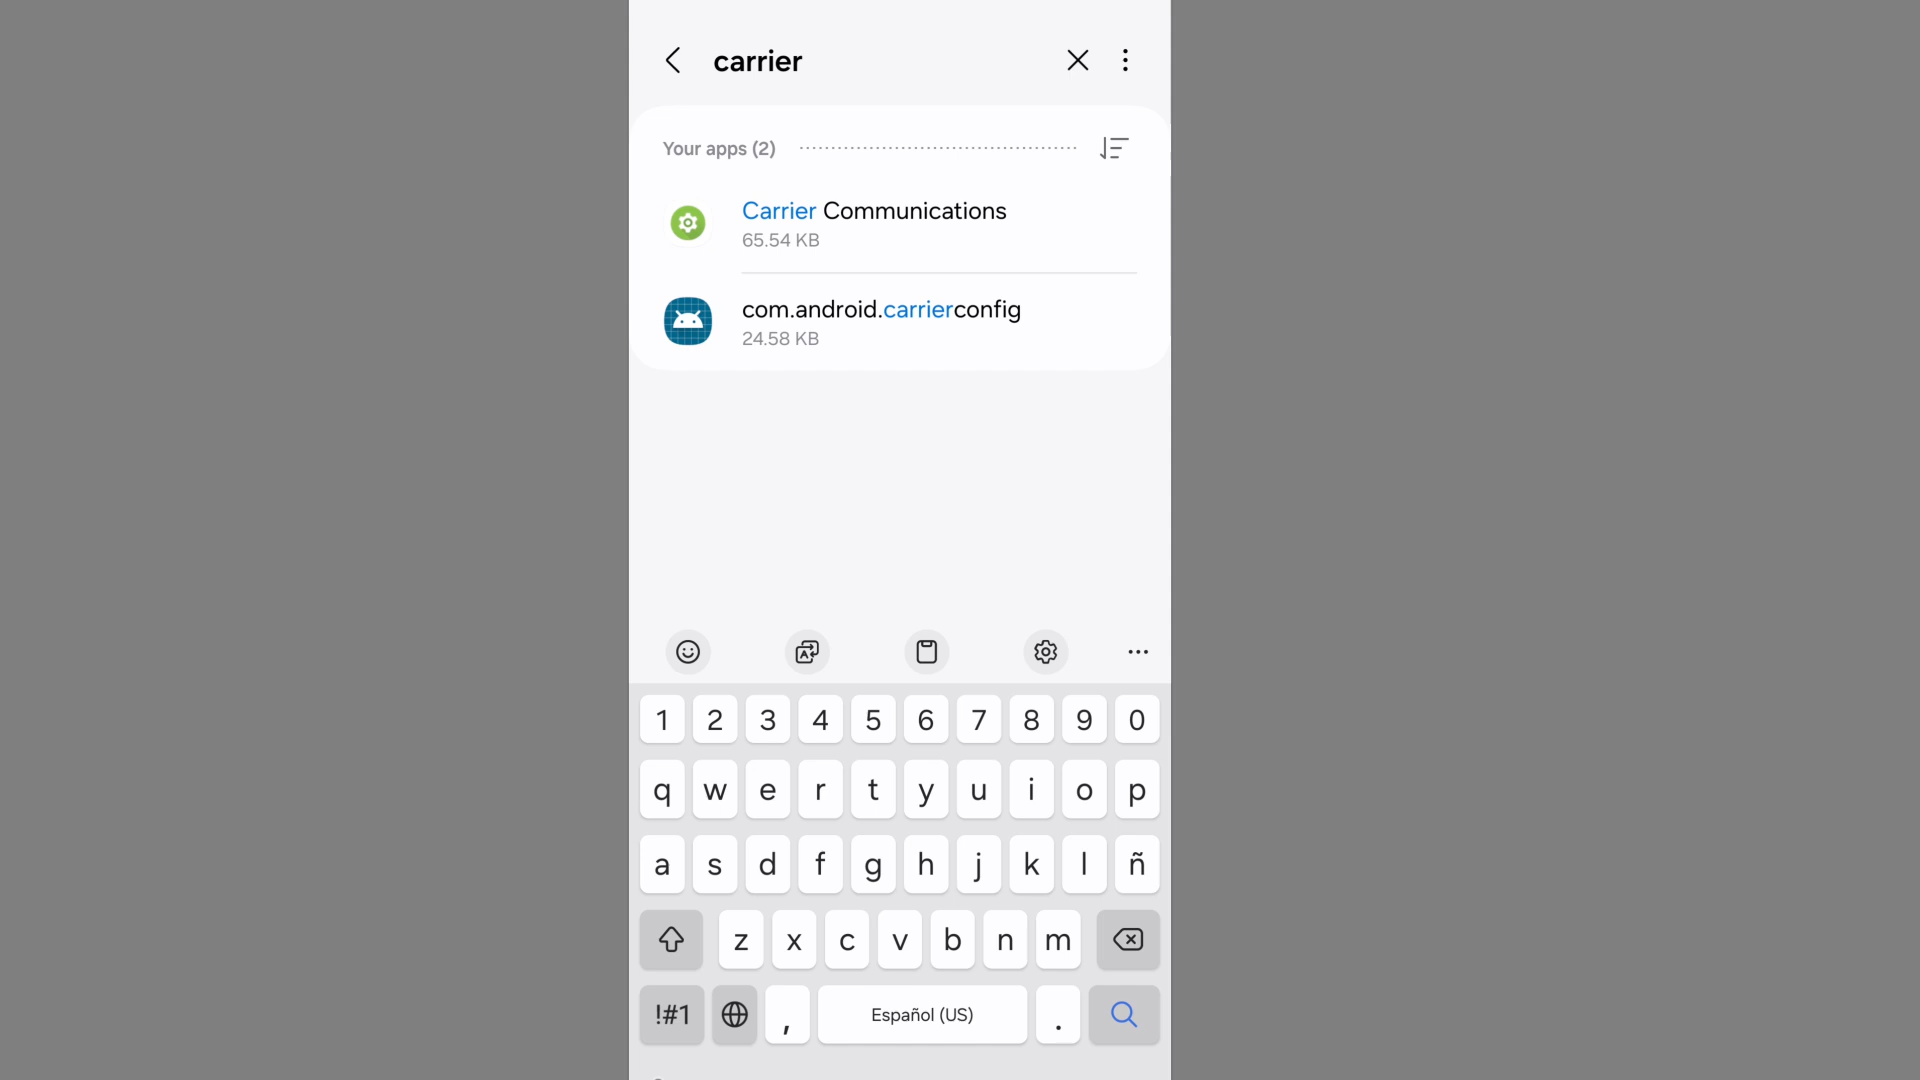 carrier
Your apps (2)
Carrier Communications
65.54 KB
com.android.carrierconfig
24.58 KB
1 2 3 4 5 6 7 8 9 0
q w e r t y u i o p
a s d f g h j k l ñ
z x c v b n m
!#1 , Español (US) .